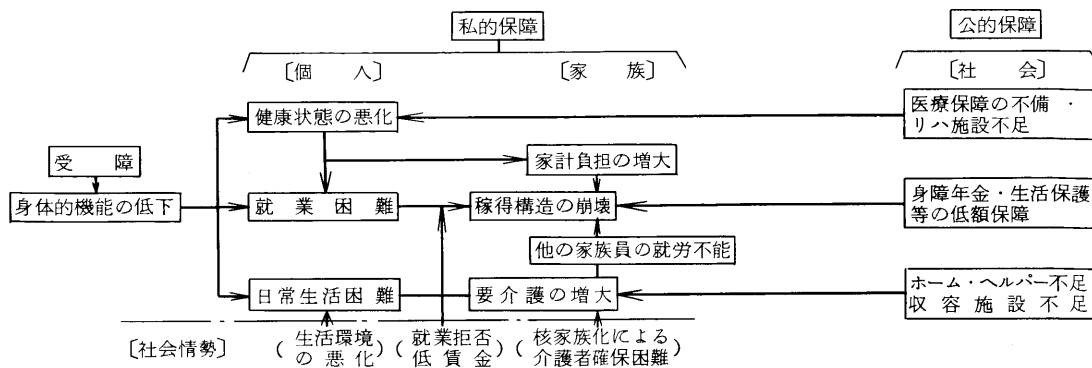 私的保障
公的保障
〔個　人〕
〔家　族〕
〔社　会〕
健康状態の悪化
医療保障の不備・
リハ施設不足
受　障
家計負担の増大
身体的機能の低下
就業困難
稼得構造の崩壊
身障年金・生活保護
等の低額保障
他の家族員の就労不能
日常生活困難
要介護の増大
ホーム・ヘルパー不足
収容施設不足
〔社会情勢〕
(生活環境
の悪化)
(就業拒否
低賃金)
(核家族化による
介護者確保困難)